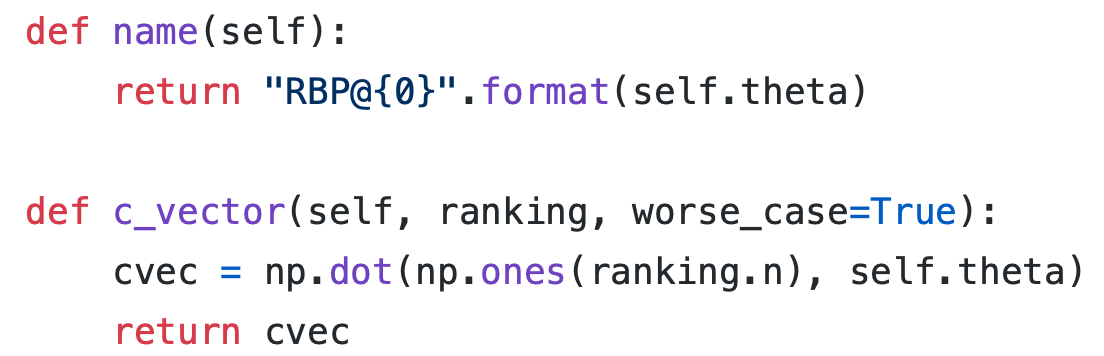 def name(self):
    return "RBP@{0}".format(self.theta)
def c_vector(self, ranking, worse_case=True):
    cvec = np.dot(np.ones(ranking.n), self.theta)
    return cvec